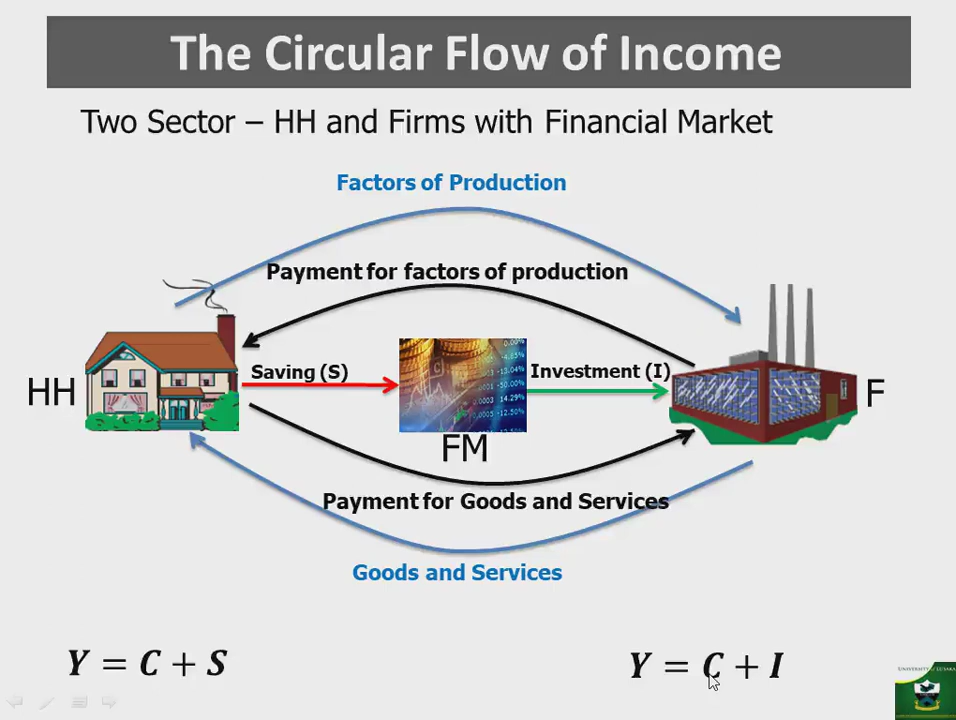 The Circular Flow of Income
Two Sector – HH and Firms with Financial Market
Factors of Production
Payment for factors of production
Saving (S)
Investment (I)
HH
F
FM
Payment for Goods and Services
Goods and Services
Y = C + S
Y = C + I